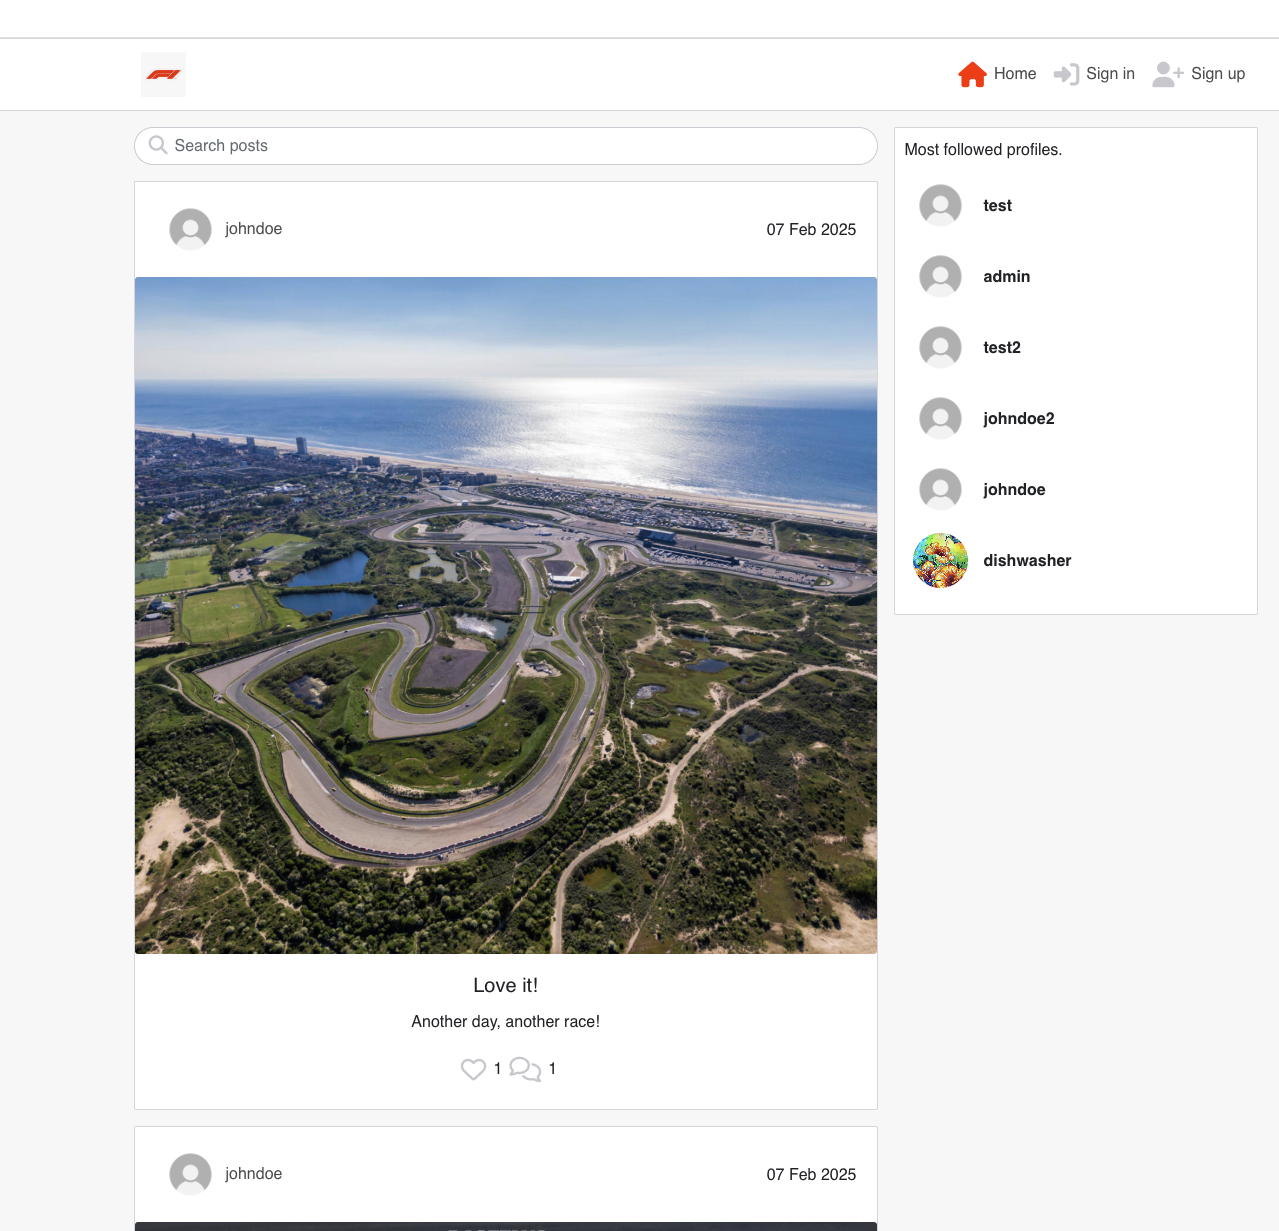 Home Sign in Sign up
Search posts
johndoe 07 Feb 2025
Love it!
Another day, another race!
1 1
johndoe 07 Feb 2025
Most followed profiles.
test
admin
test2
johndoe2
johndoe
dishwasher